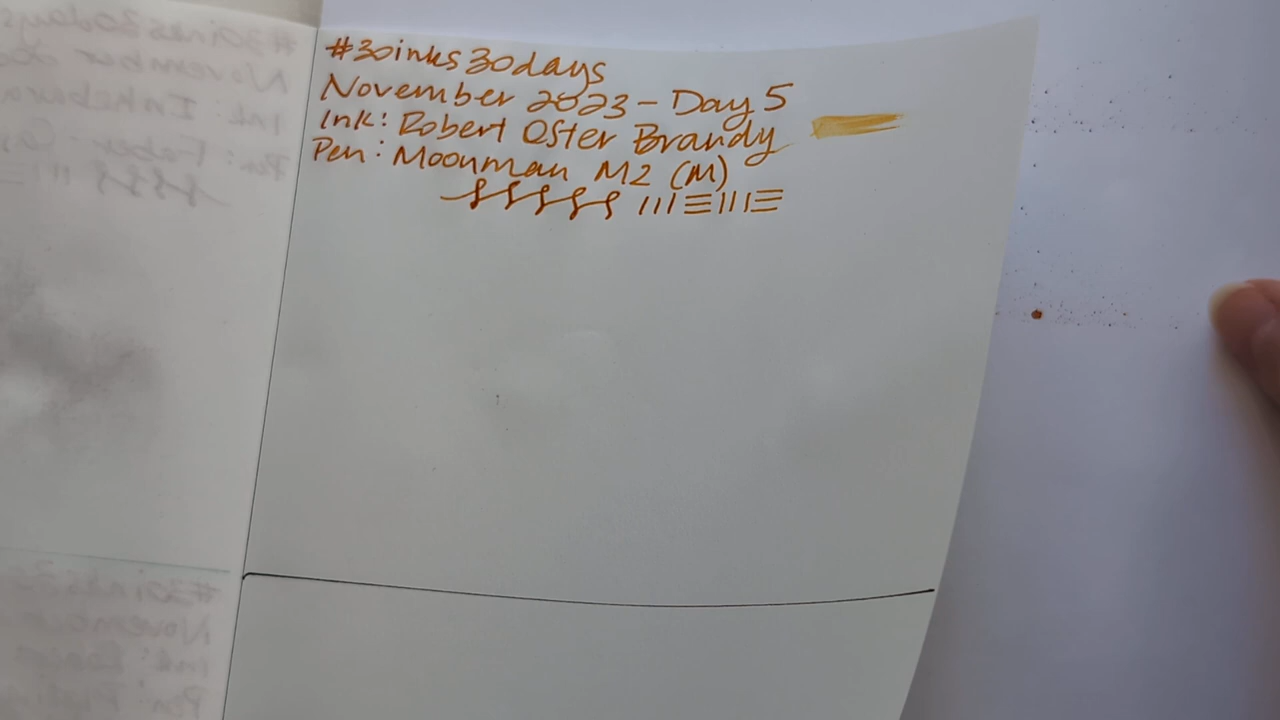 #30inks30days
November 2023 - Day 5
Ink: Robert Oster Brandy
Pen: Moonman M2 (M)